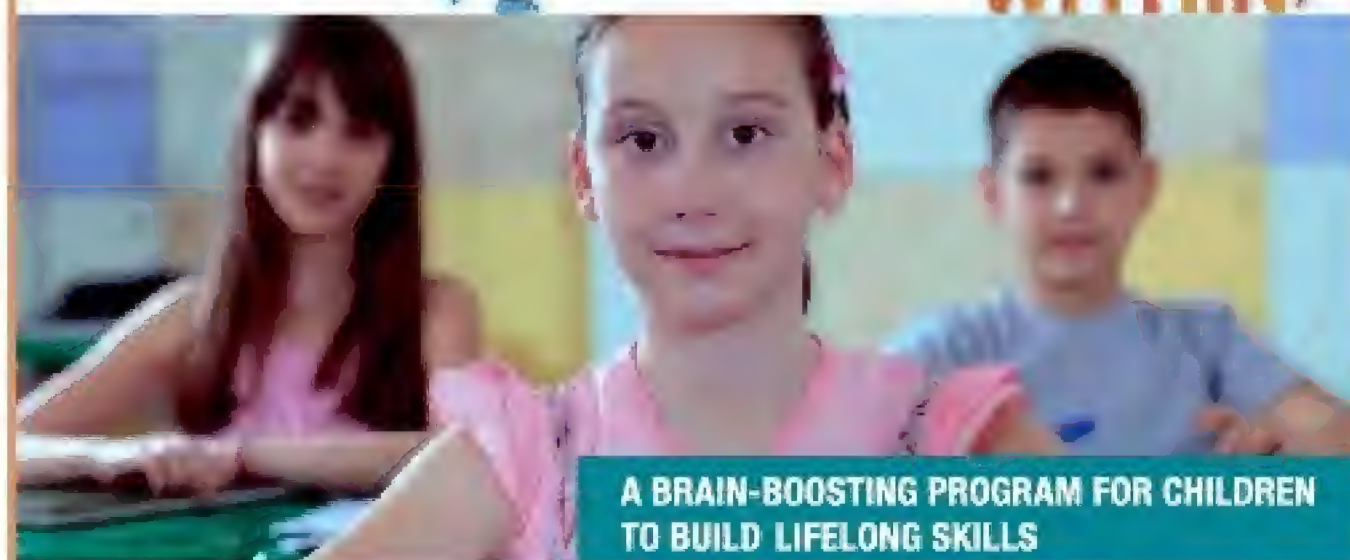 A BRAIN-BOOSTING PROGRAM FOR CHILDREN
TO BUILD LIFELONG SKILLS